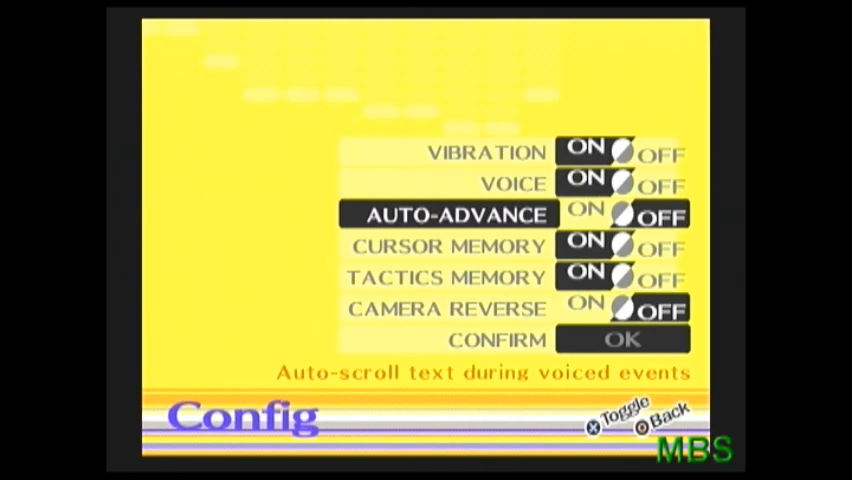 VIBRATION ON OFF
VOICE ON OFF
AUTO-ADVANCE ON OFF
CURSOR MEMORY ON OFF
TACTICS MEMORY ON OFF
CAMERA REVERSE ON OFF
CONFIRM OK
Auto-scroll text during voiced events
Config
Toggle
Back
MBS